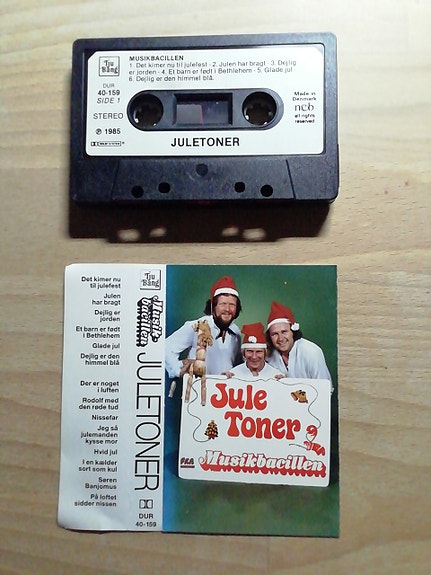 Tju
Bang
MUSIKBACILLEN
1. Det kimer nu til julefest · 2. Julen har bragt · 3. Dejlig
er jorden · 4. Et barn er født i Bethlehem · 5. Glade jul
6. Dejlig er den himmel blå.
DUR
40-159
SIDE 1
STEREO
℗ 1985
Made in
Denmark
ncb
all rights
reserved
JULETONER
Det kimer nu
til julefest
Julen
har bragt
Dejlig er
jorden
Et barn er født
i Bethlehem
Glade jul
Dejlig er den
himmel blå
Der er noget
i luften
Rudolf med
den røde tud
Nissefar
Jeg så
julemanden
kysse mor
Hvid jul
I en kælder
sort som kul
Søren
Banjomus
På loftet
sidder nissen
Tju
Bang
Musik-
bacillen
JULETONER
DUR
40-159
Jule
Toner
Musikbacillen